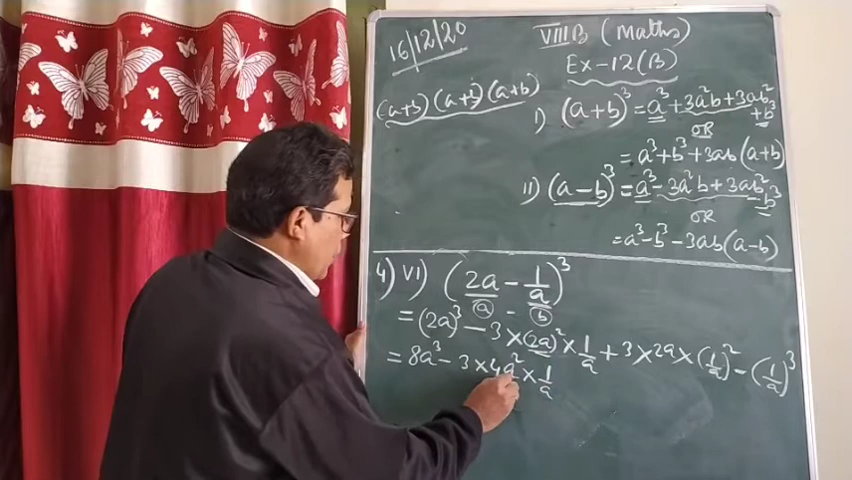 16/12/20
VIIIB (Maths)
Ex-12(B)
(a+b)(a+b)(a+b)
i) (a+b)³ = a³ + 3a²b + 3ab² + b³
OR
= a³+b³+3ab(a+b)
ii) (a-b)³ = a³ - 3a²b + 3ab² - b³
OR
= a³-b³-3ab(a-b)
4) VI) (2a - 1/a)³
(a) - (b)
= (2a)³ - 3×(2a)²×1/a + 3×2a×(1/a)² - (1/a)³
= 8a³ - 3×4a²×1/a